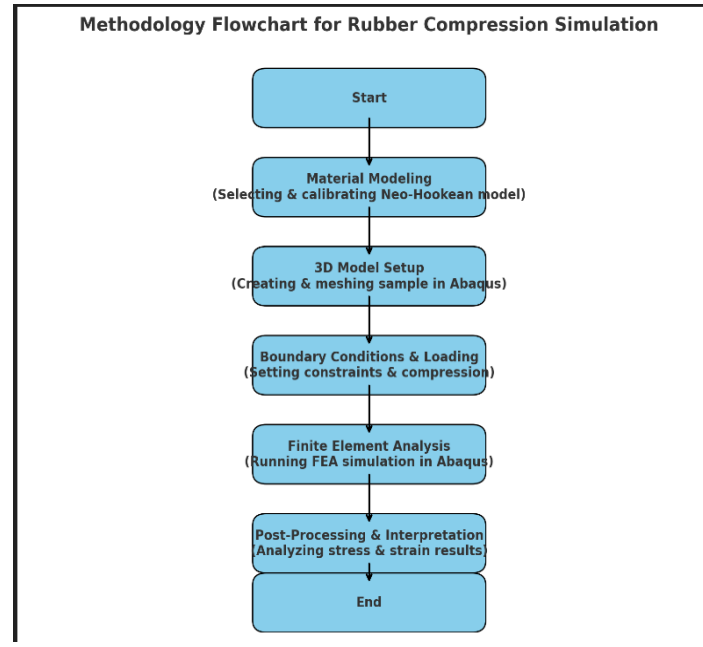 Methodology Flowchart for Rubber Compression Simulation
Start
Material Modeling
(Selecting & calibrating Neo-Hookean model)
3D Model Setup
(Creating & meshing sample in Abaqus)
Boundary Conditions & Loading
(Setting constraints & compression)
Finite Element Analysis
(Running FEA simulation in Abaqus)
Post-Processing & Interpretation
(Analyzing stress & strain results)
End